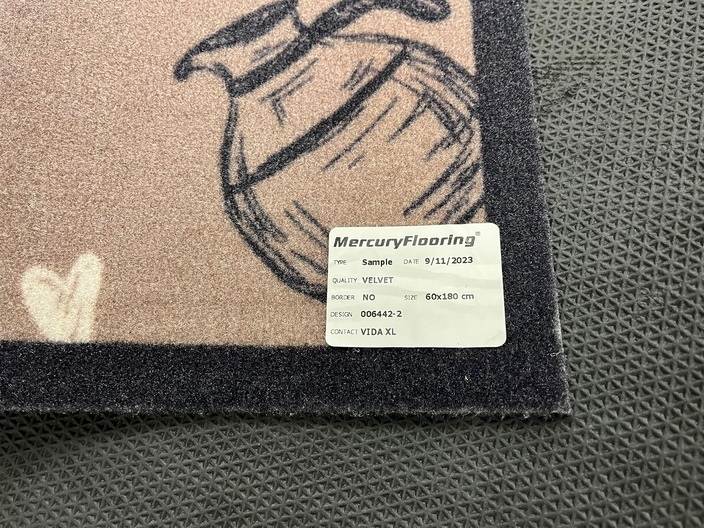 MercuryFlooring®
TYPE Sample DATE 9/11/2023
QUALITY VELVET
BORDER NO SIZE 60x180 cm
DESIGN 006442-2
CONTACT VIDA XL